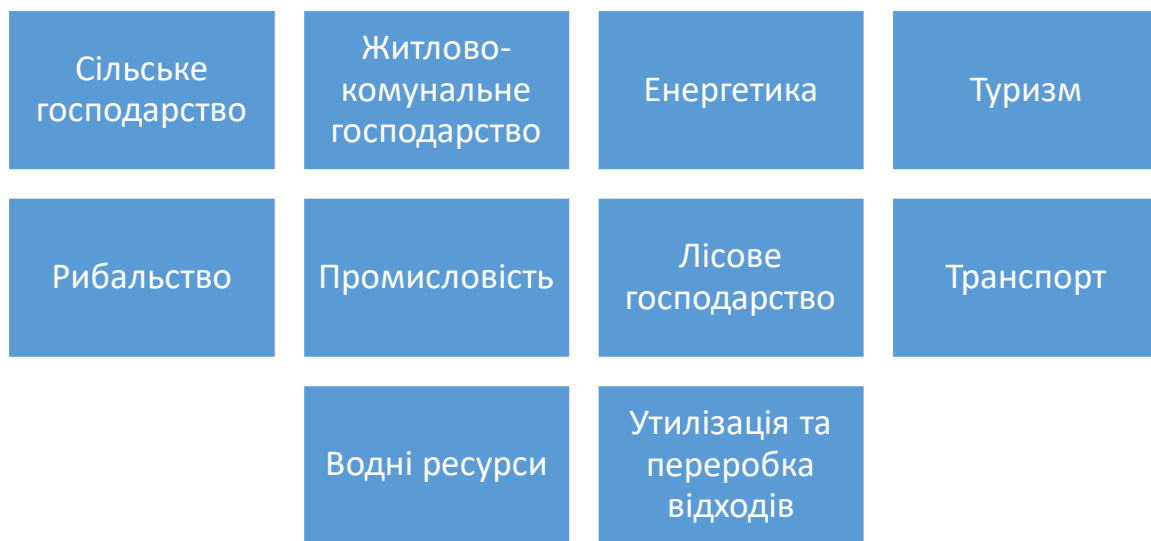 Сільське
господарство
Житлово-
комунальне
господарство
Енергетика
Туризм
Рибальство
Промисловість
Лісове
господарство
Транспорт
Водні ресурси
Утилізація та
переробка
відходів